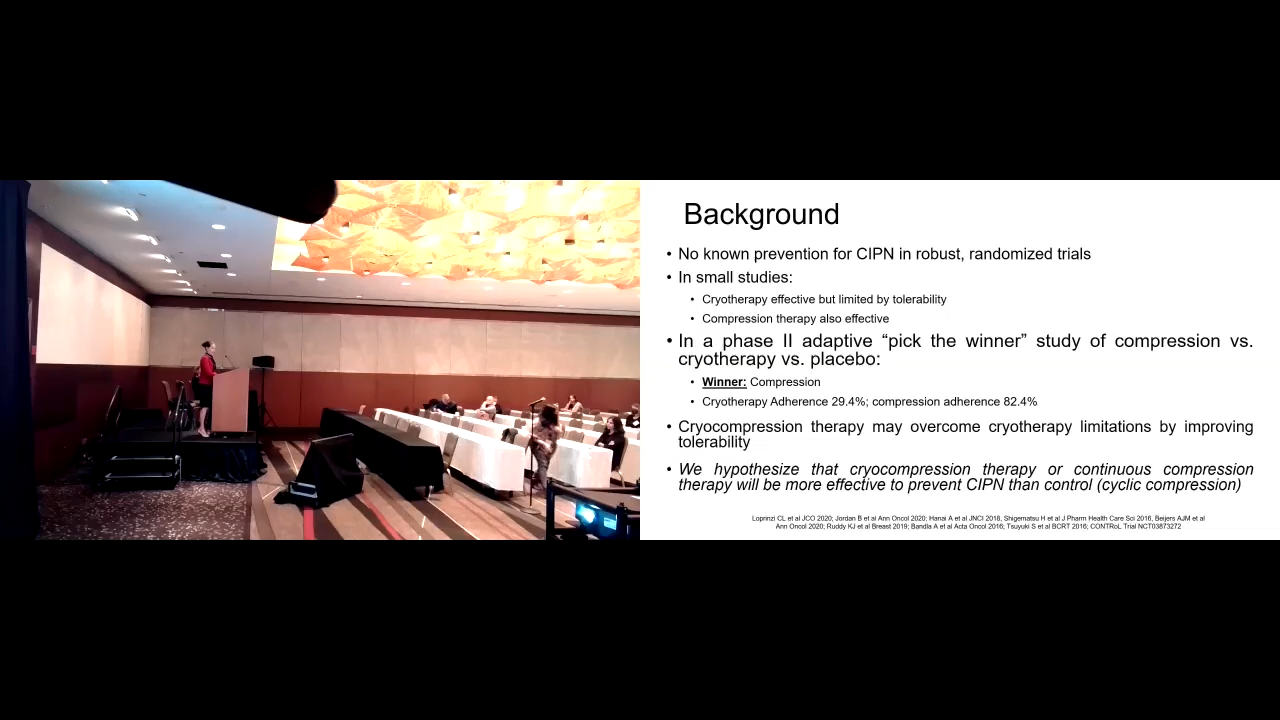 Background
• No known prevention for CIPN in robust, randomized trials
• In small studies:
• Cryotherapy effective but limited by tolerability
• Compression therapy also effective
• In a phase II adaptive “pick the winner” study of compression vs.
cryotherapy vs. placebo:
• Winner: Compression
• Cryotherapy Adherence 29.4%; compression adherence 82.4%
• Cryocompression therapy may overcome cryotherapy limitations by improving
tolerability
• We hypothesize that cryocompression therapy or continuous compression
therapy will be more effective to prevent CIPN than control (cyclic compression)
Loprinzi CL et al JCO 2020; Jordan B et al Ann Oncol 2020; Hanai A et al JNCI 2018, Shigematsu H et al J Pharm Health Care Sci 2016, Beijers AJM et al
Ann Oncol 2020; Ruddy KJ et al Breast 2019; Bandla A et al Acta Oncol 2016; Tsuyuki S et al BCRT 2016; CONTRoL Trial NCT03873272